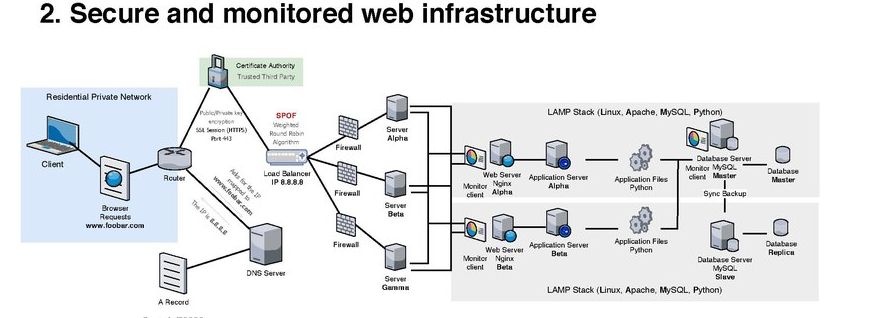 2. Secure and monitored web infrastructure
Certificate Authority
Trusted Third Party
Residential Private Network
Client
Browser
Requests
www.foobar.com
Router
Public/Private key
encryption
SSL Session (HTTPS)
Port 443
SPOF
Weighted
Round Robin
Algorithm
Load Balancer
IP 8.8.8.8
Asks for the IP
mapped to
www.foobar.com
The IP is 8.8.8.8
DNS Server
A Record
Firewall
Firewall
Firewall
Server
Alpha
Server
Beta
Server
Gamma
LAMP Stack (Linux, Apache, MySQL, Python)
Monitor
client
Web Server
Nginx
Alpha
Application Server
Alpha
Application Files
Python
Monitor
client
Database Server
MySQL
Master
Database
Master
Sync Backup
Monitor
client
Web Server
Nginx
Beta
Application Server
Beta
Application Files
Python
Database Server
MySQL
Slave
Database
Replica
LAMP Stack (Linux, Apache, MySQL, Python)